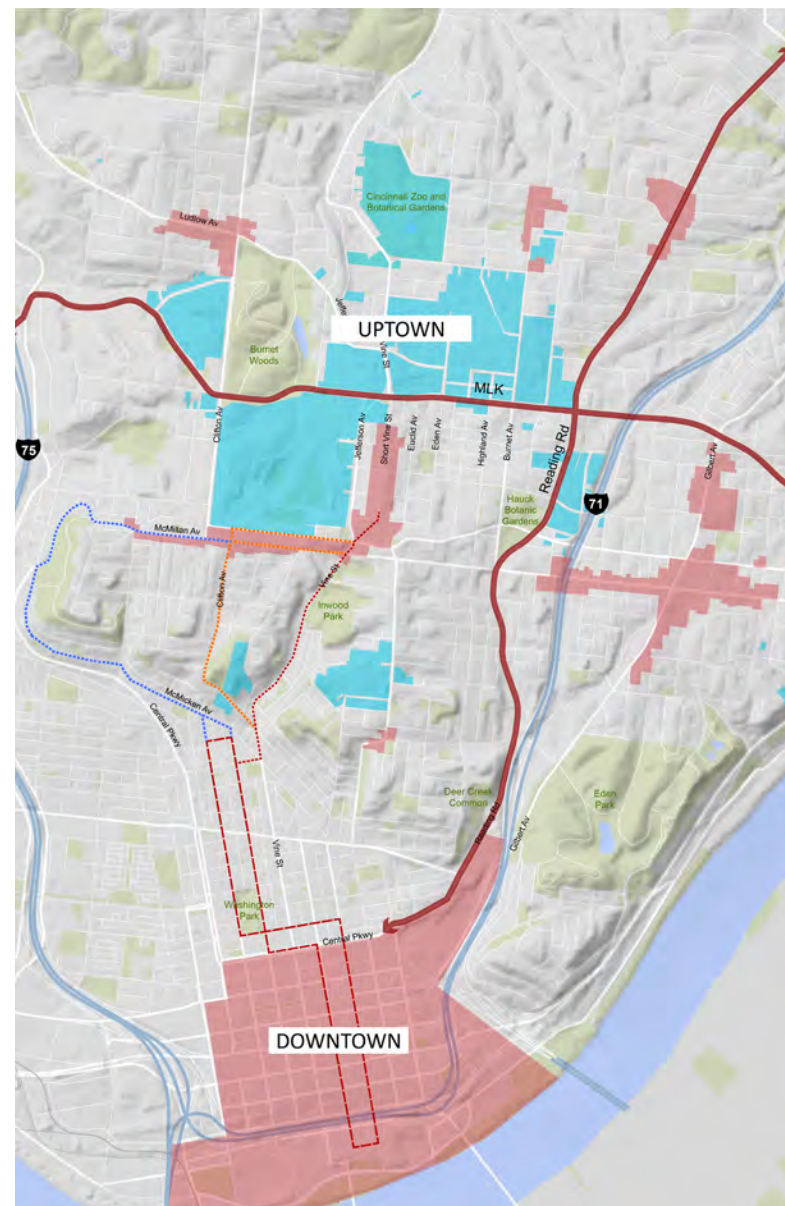 Cincinnati Zoo and
Botanical Gardens
Ludlow Av
Jeffer
UPTOWN
Vine St
Burnet
Woods
MLK
75
Clifton Av
Jefferson Av
Short Vine St
Euclid Av
Eden Av
Highland Av
Burnet Av
Reading Rd
Gilbert Av
71
Hauck
Botanic
Gardens
McMillan Av
Vine St
Clifton Av
Inwood
Park
McMicken Av
Central Pkwy
Deer Creek
Common
Reading Rd
Gilbert Av
Eden
Park
Vine St
Washington
Park
Central Pkwy
DOWNTOWN